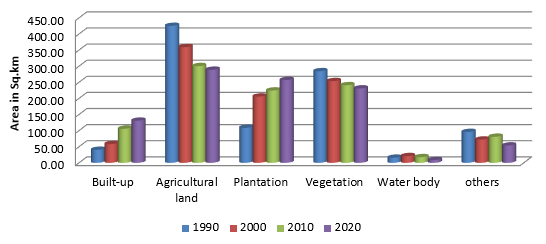 Area in Sq.km
450.00
400.00
350.00
300.00
250.00
200.00
150.00
100.00
50.00
0.00
Built-up
Agricultural
land
Plantation
Vegetation
Water body
others
1990 2000 2010 2020